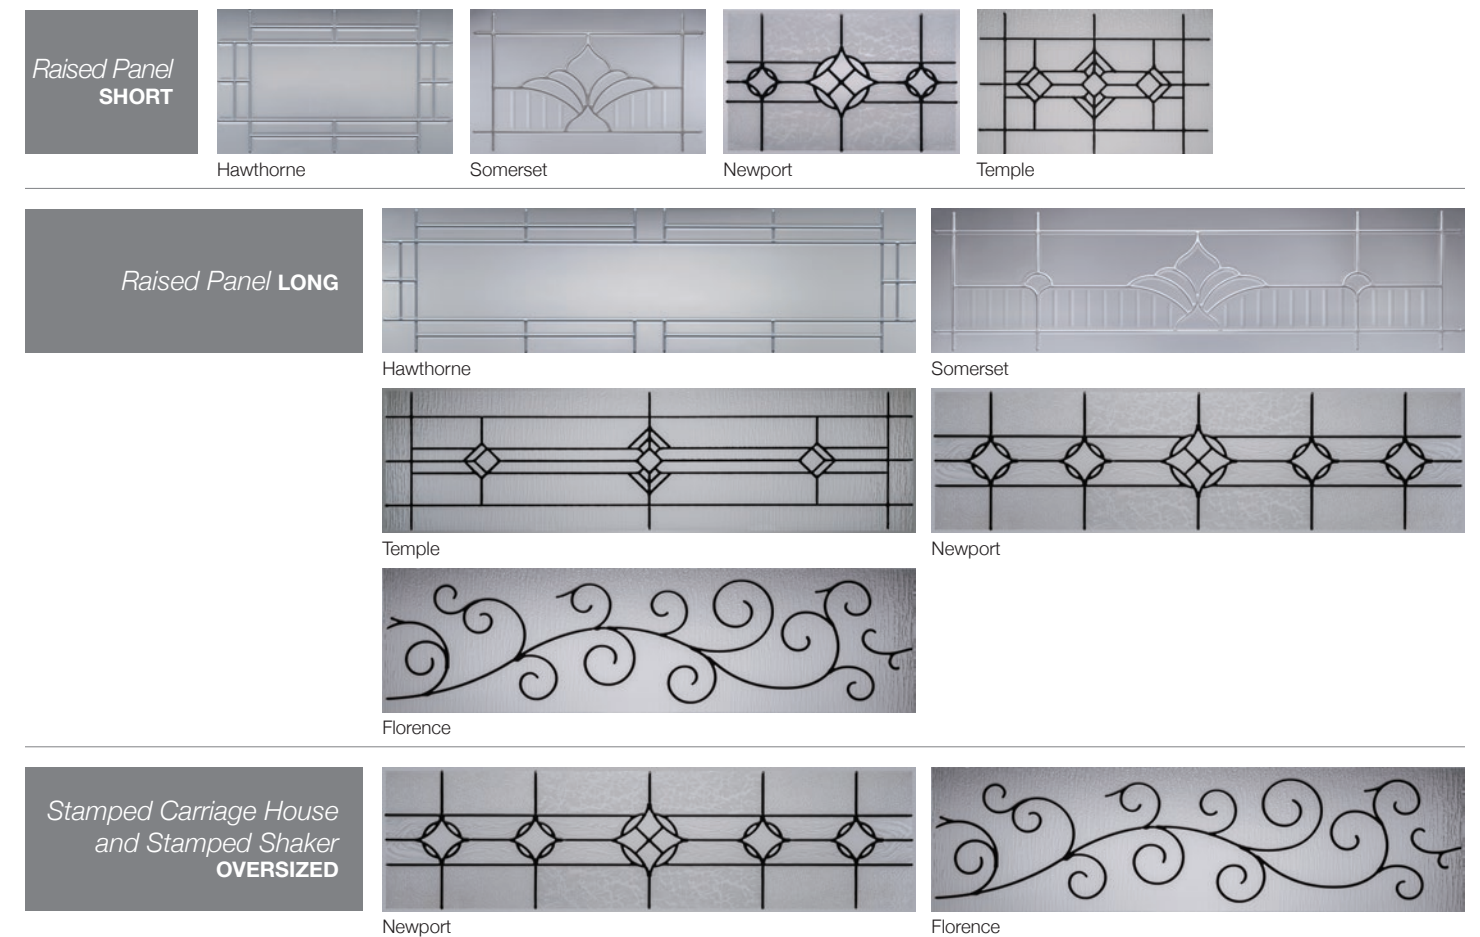 Raised Panel
SHORT
Hawthorne
Somerset
Newport
Temple
Raised Panel LONG
Hawthorne
Somerset
Temple
Newport
Florence
Stamped Carriage House
and Stamped Shaker
OVERSIZED
Newport
Florence